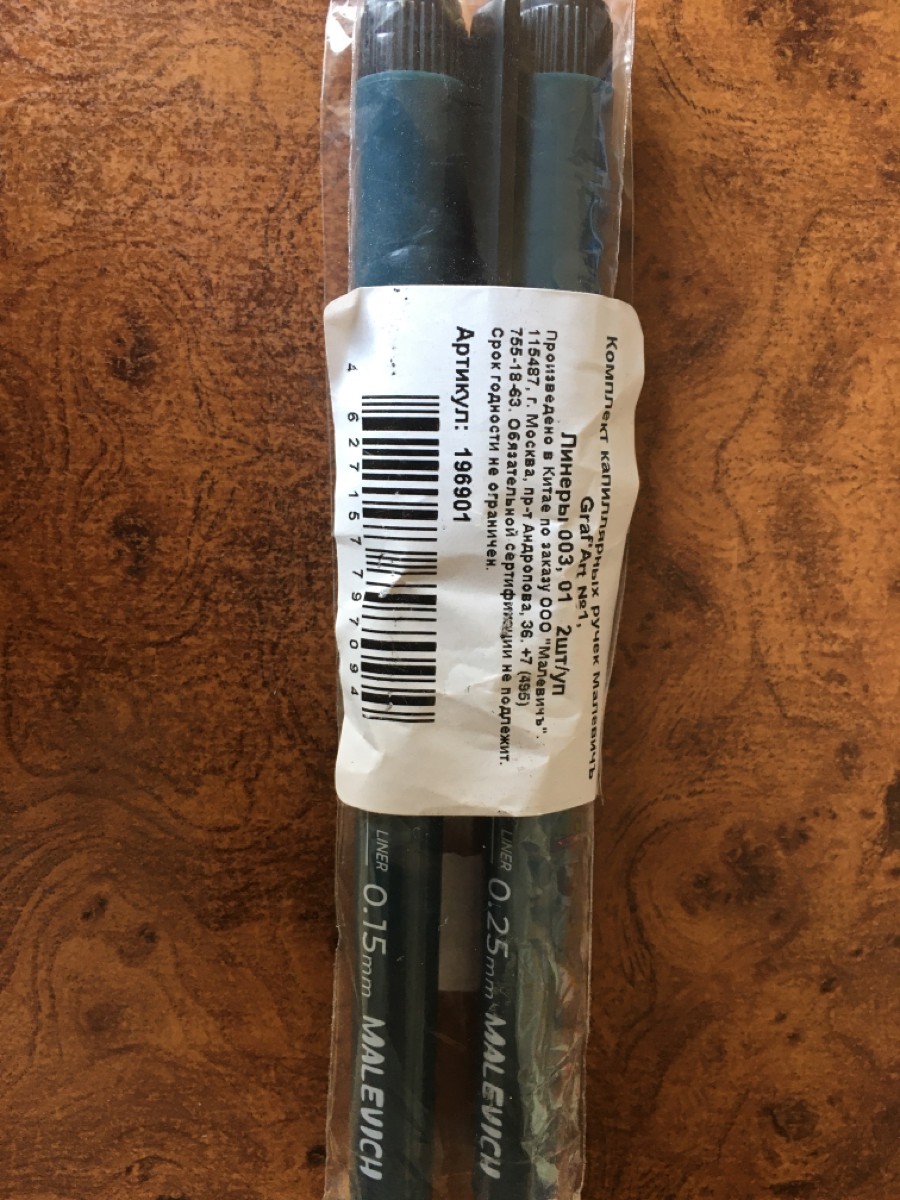 Комплект капиллярных ручек Малевичъ
Graf'Art №1,
Линеры 003, 01 2шт/уп
Произведено в Китае по заказу ООО "Малевичъ".
115487, г. Москва, пр-т Андропова, 36. +7 (495)
755-18-63. Обязательной сертификации не подлежит.
Срок годности не ограничен.
Артикул: 196901
4 627157 797094
LINER 0.25mm MALEVICH
LINER 0.15mm MALEVICH